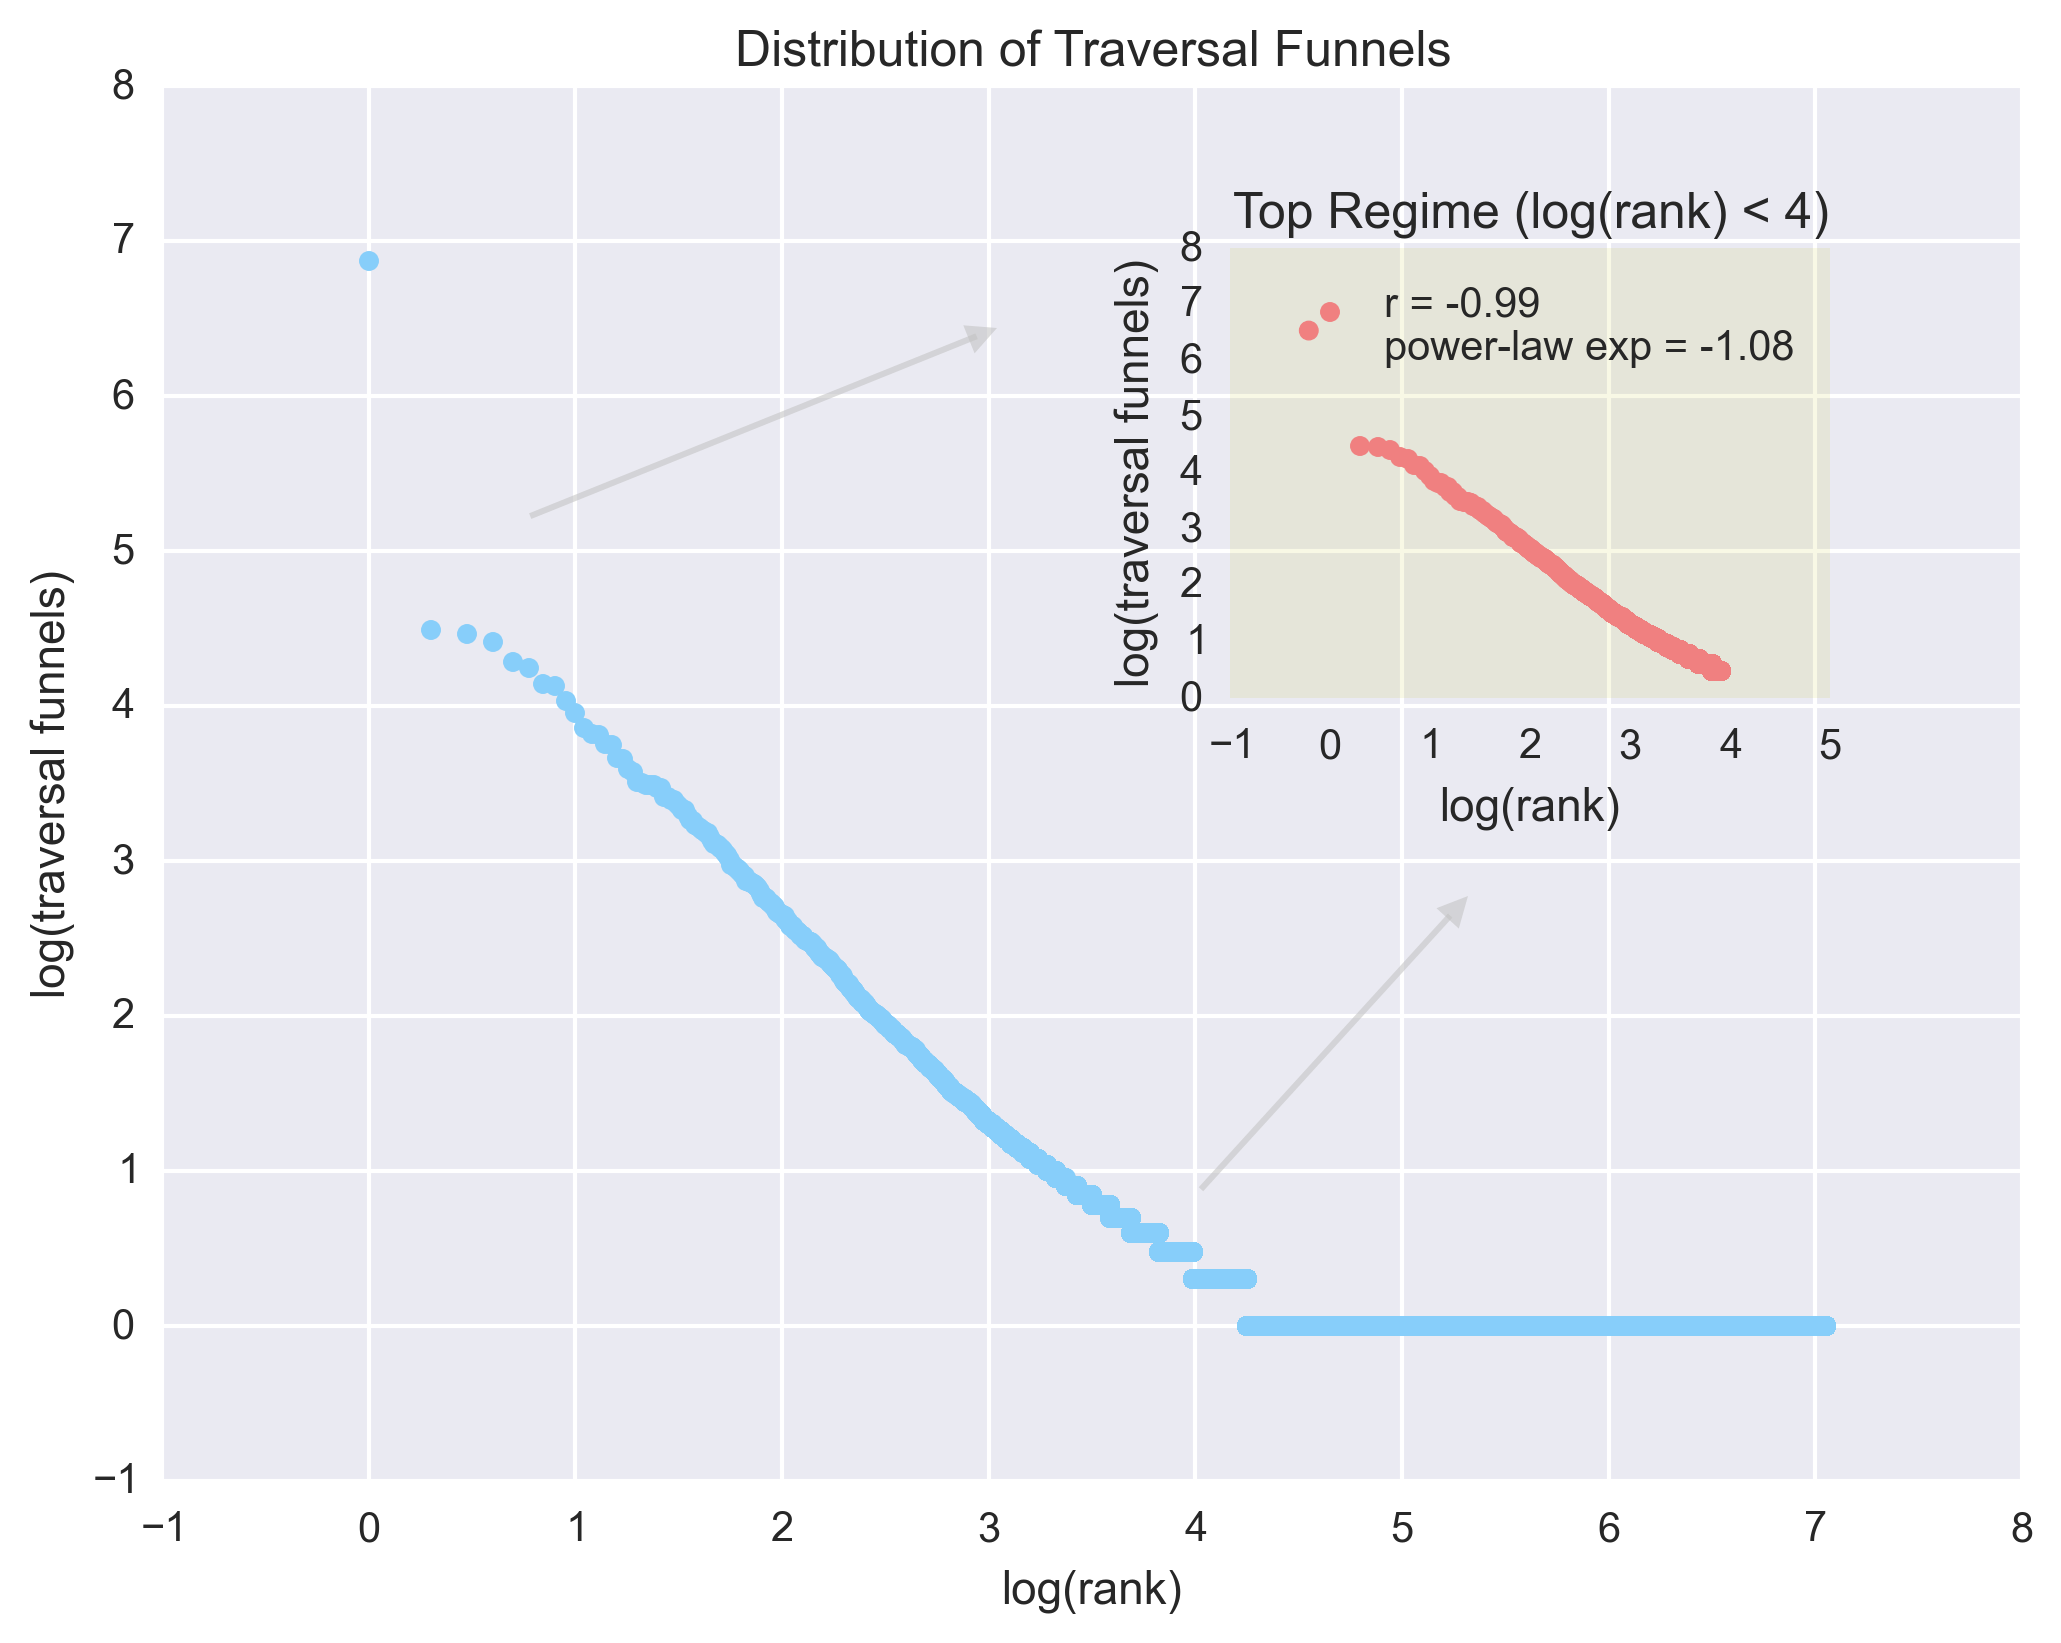 Distribution of Traversal Funnels
8
7
6
5
4
3
2
1
0
−1
log(traversal funnels)
−1 0 1 2 3 4 5 6 7 8
log(rank)
Top Regime (log(rank) < 4)
8
7
6
5
4
3
2
1
0
log(traversal funnels)
r = -0.99
power-law exp = -1.08
−1 0 1 2 3 4 5
log(rank)